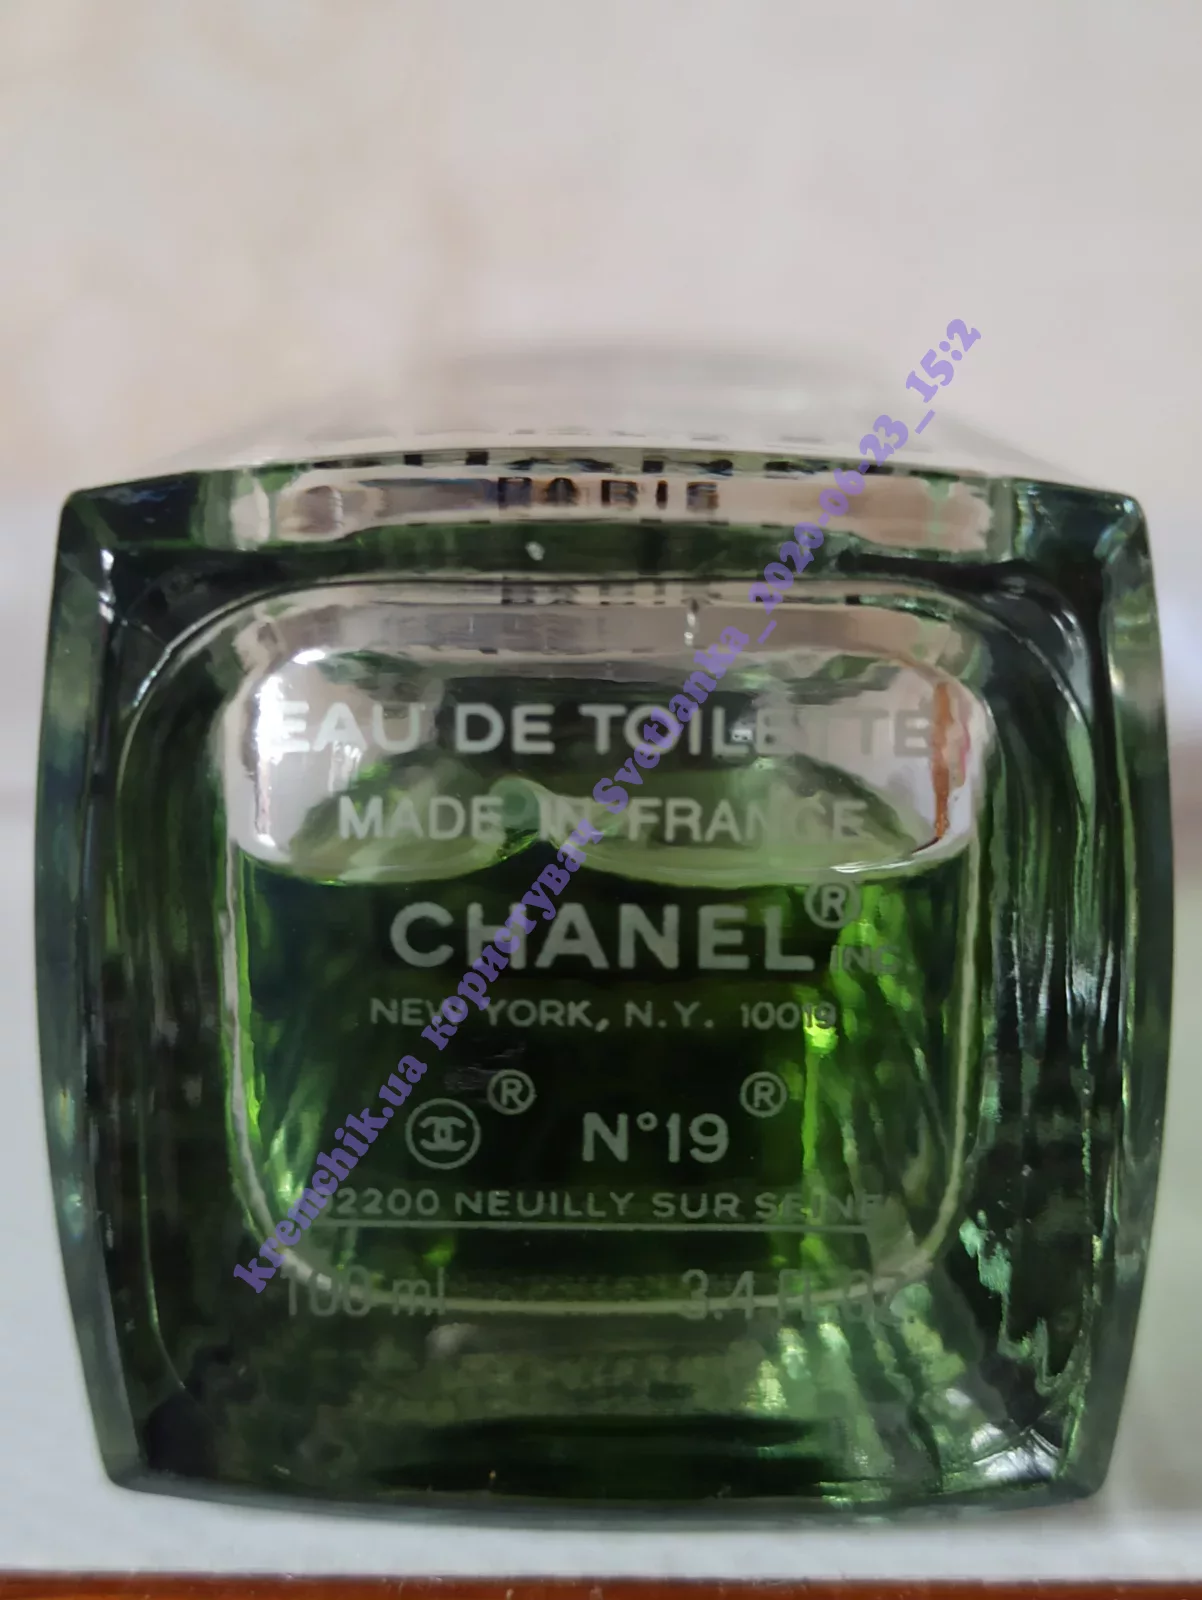 PARIS
EAU DE TOILETTE
MADE IN FRANCE
CHANEL®
INC.
NEW YORK, N.Y. 10019
® N°19 ®
92200 NEUILLY SUR SEINE
100 ml 3.4 fl. oz.
kremchik.ua користувач Svetlanka_2020-06-23_15:2